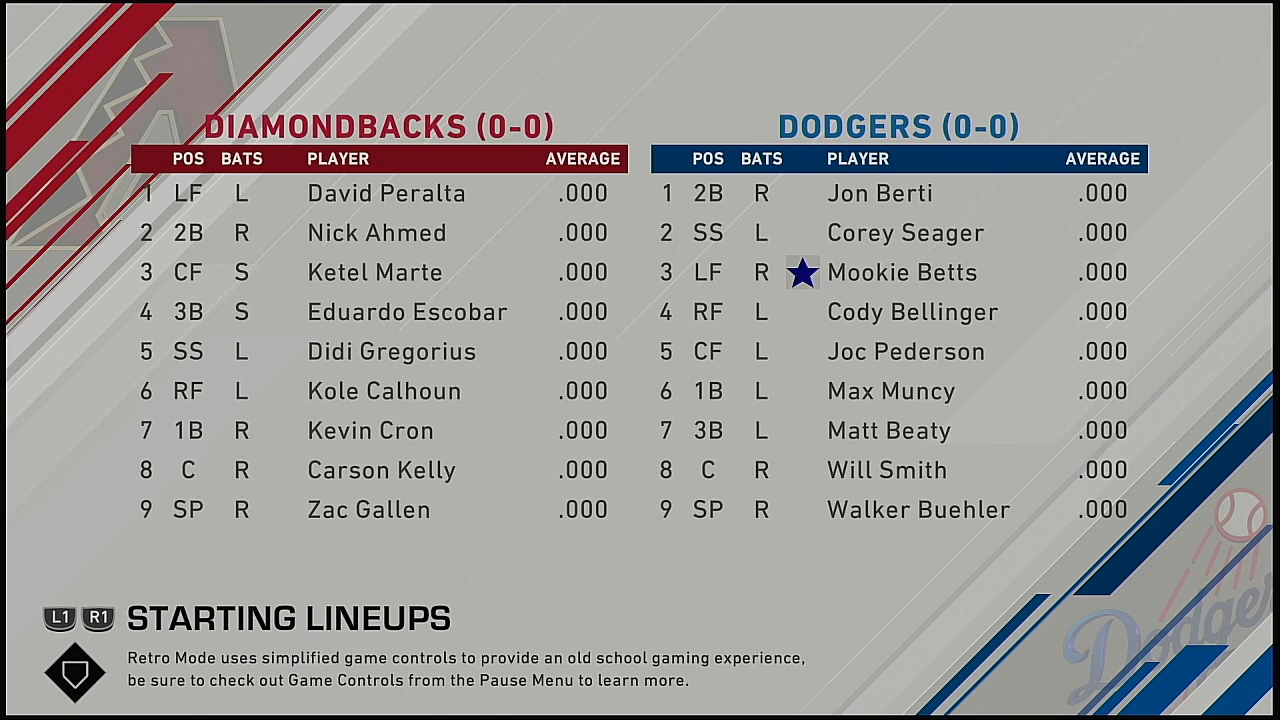 DIAMONDBACKS (0-0)
POS BATS PLAYER AVERAGE
1 LF L David Peralta .000
2 2B R Nick Ahmed .000
3 CF S Ketel Marte .000
4 3B S Eduardo Escobar .000
5 SS L Didi Gregorius .000
6 RF L Kole Calhoun .000
7 1B R Kevin Cron .000
8 C R Carson Kelly .000
9 SP R Zac Gallen .000
DODGERS (0-0)
POS BATS PLAYER AVERAGE
1 2B R Jon Berti .000
2 SS L Corey Seager .000
3 LF R Mookie Betts .000
4 RF L Cody Bellinger .000
5 CF L Joc Pederson .000
6 1B L Max Muncy .000
7 3B L Matt Beaty .000
8 C R Will Smith .000
9 SP R Walker Buehler .000
Dodgers
L1 R1 STARTING LINEUPS
Retro Mode uses simplified game controls to provide an old school gaming experience,
be sure to check out Game Controls from the Pause Menu to learn more.